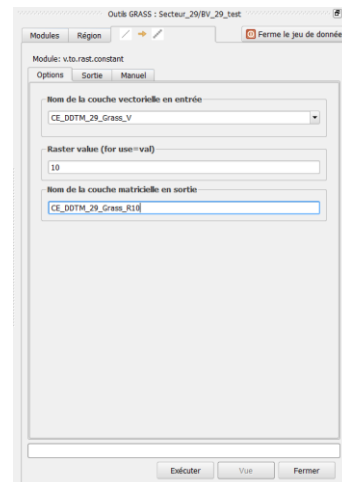 Outils GRASS : Secteur_29/BV_29_test
Modules Région Ferme le jeu de donnée
Module: v.to.rast.constant
Options Sortie Manuel
Nom de la couche vectorielle en entrée
CE_DDTM_29_Grass_V
Raster value (for use=val)
10
Nom de la couche matricielle en sortie
CE_DDTM_29_Grass_R10
Exécuter Vue Fermer